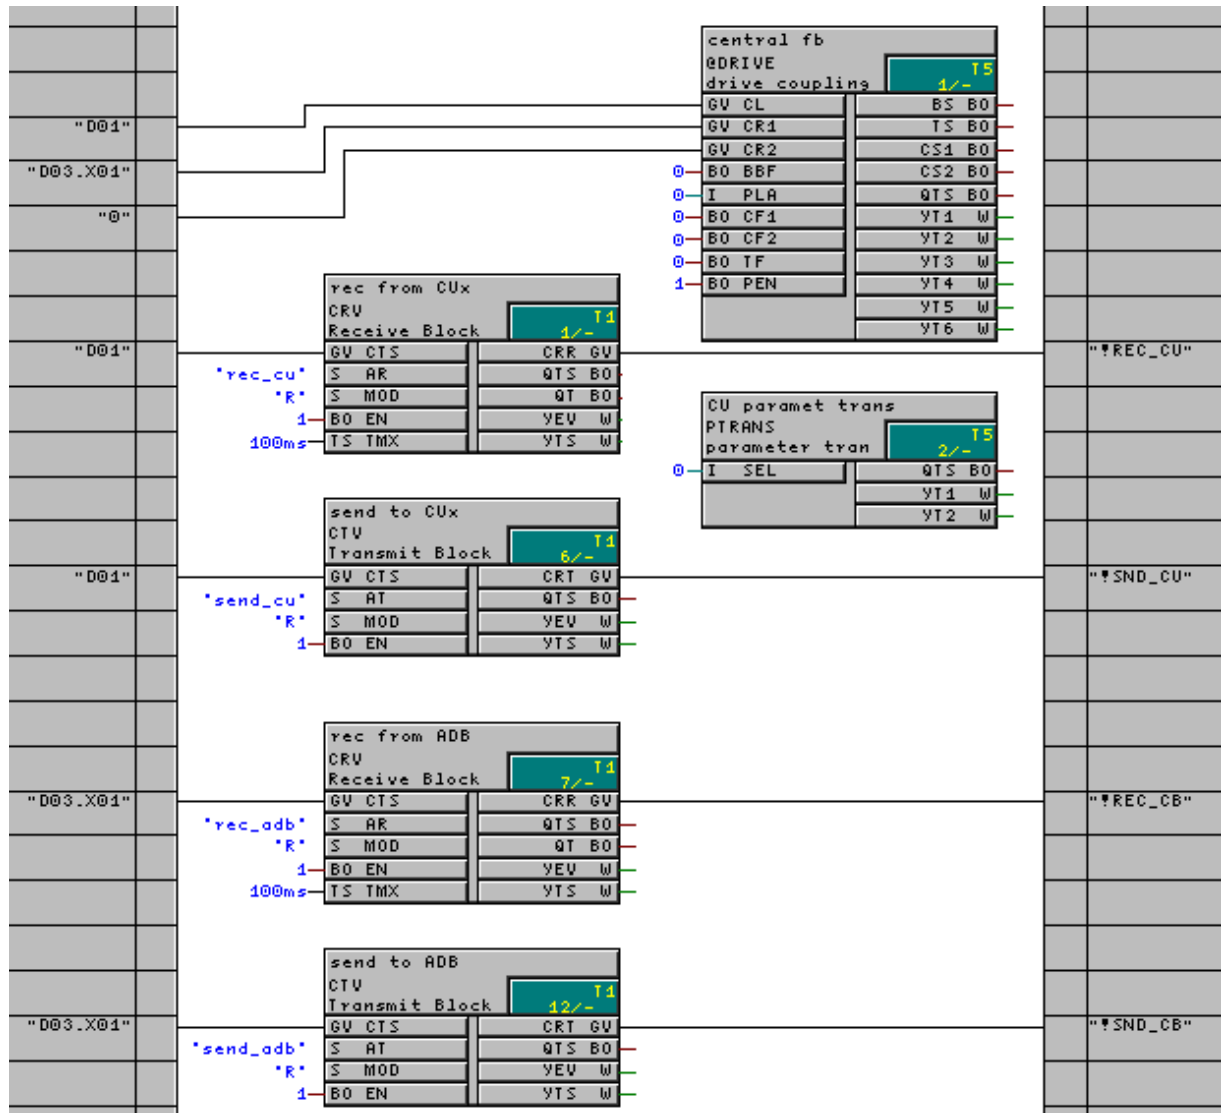 central fb
@DRIVE
T5
drive coupling 1/-
GV CL BS BO
"D01" GV CR1 TS BO
GV CR2 CS1 BO
"D03.X01" 0 BO BBF CS2 BO
0 I PLA QTS BO
"0" 0 BO CF1 YT1 W
0 BO CF2 YT2 W
0 BO TF YT3 W
1 BO PEN YT4 W
YT5 W
YT6 W
rec from CUx
CRV
T1
Receive Block 1/-
"D01" GV CTS CRR GV "!REC_CU"
'rec_cu' S AR QTS BO
'R' S MOD QT BO
1 BO EN YEV W
100ms TS TMX YTS W
CU paramet trans
PTRANS
T5
parameter tran 2/-
0 I SEL QTS BO
YT1 W
YT2 W
send to CUx
CTV
T1
Transmit Block 6/-
"D01" GV CTS CRT GV "!SND_CU"
'send_cu' S AT QTS BO
'R' S MOD YEV W
1 BO EN YTS W
rec from ADB
CRV
T1
Receive Block 7/-
"D03.X01" GV CTS CRR GV "!REC_CB"
'rec_adb' S AR QTS BO
'R' S MOD QT BO
1 BO EN YEV W
100ms TS TMX YTS W
send to ADB
CTV
T1
Transmit Block 12/-
"D03.X01" GV CTS CRT GV "!SND_CB"
'send_adb' S AT QTS BO
'R' S MOD YEV W
1 BO EN YTS W